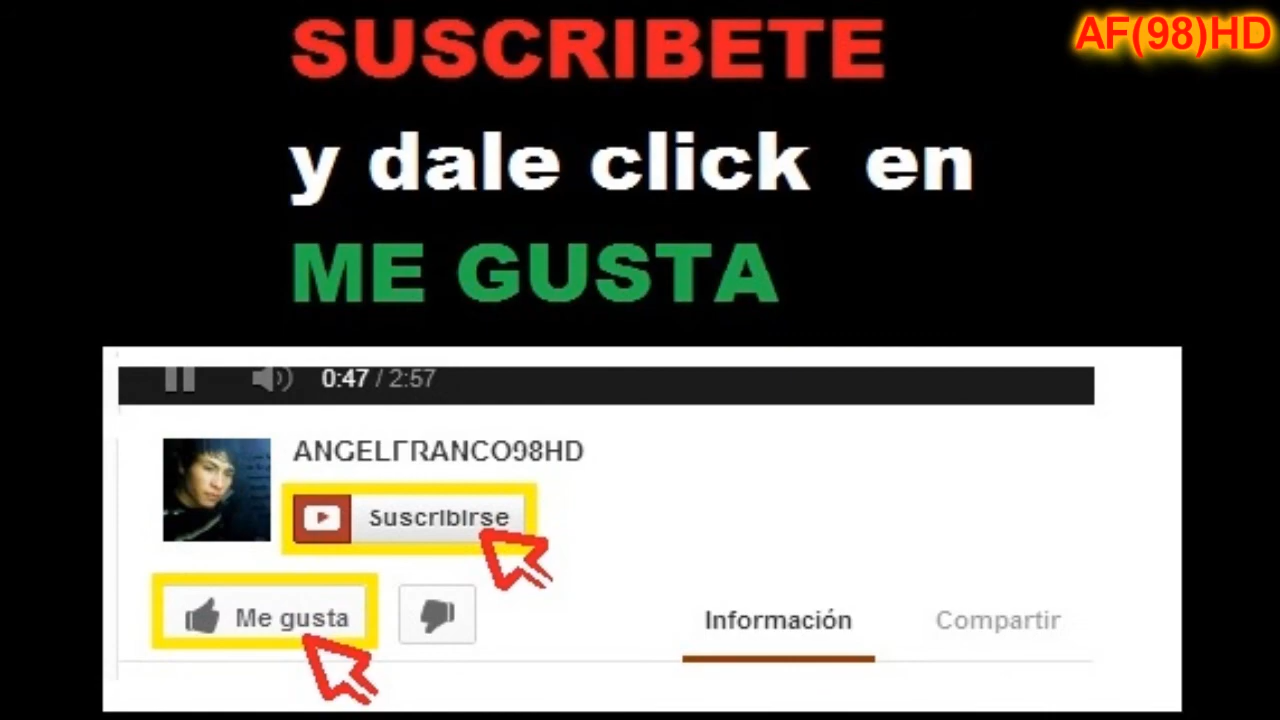 SUSCRIBETE
AF(98)HD
y dale click en
ME GUSTA
0:47 / 2:57
ANGELFRANCO98HD
Suscribirse
Me gusta
Información
Compartir